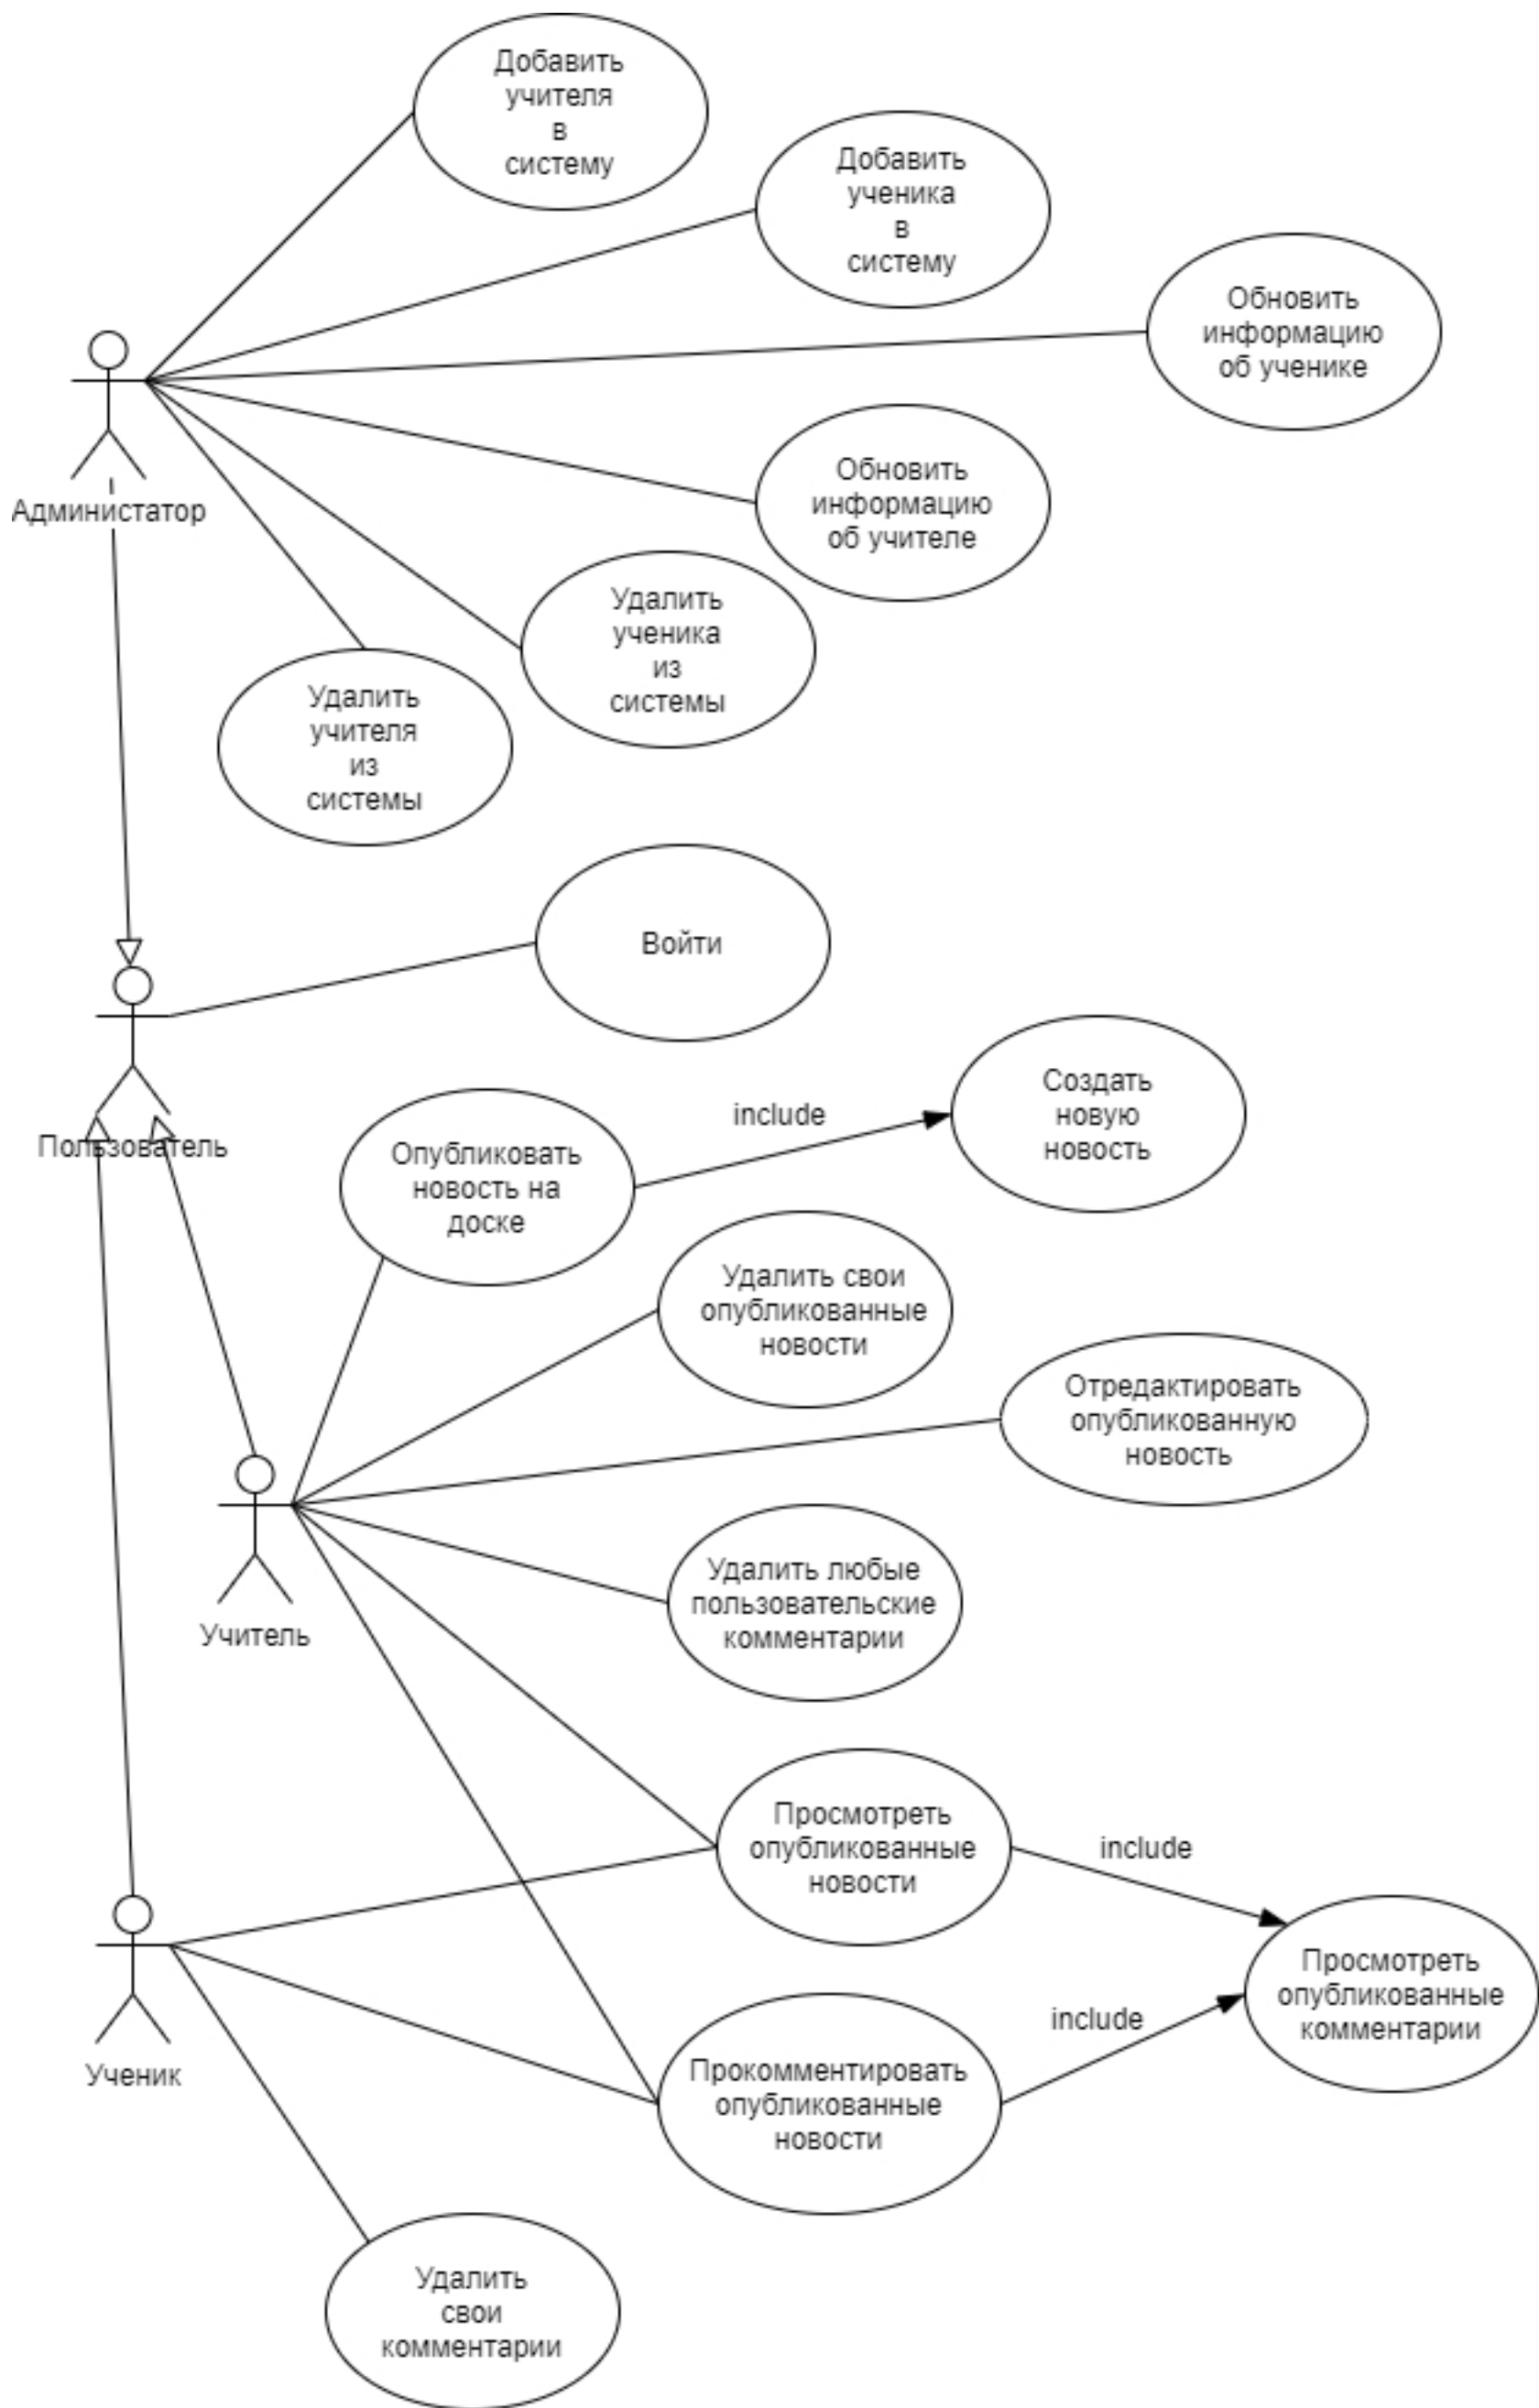 Добавить
учителя
в
систему
Добавить
ученика
в
систему
Обновить
информацию
об ученике
Администатор
Обновить
информацию
об учителе
Удалить
ученика
из
системы
Удалить
учителя
из
системы
Войти
Пользователь
Опубликовать
новость на
доске
include
Создать
новую
новость
Удалить свои
опубликованные
новости
Отредактировать
опубликованную
новость
Учитель
Удалить любые
пользовательские
комментарии
Просмотреть
опубликованные
новости
include
Просмотреть
опубликованные
комментарии
include
Ученик
Прокомментировать
опубликованные
новости
Удалить
свои
комментарии